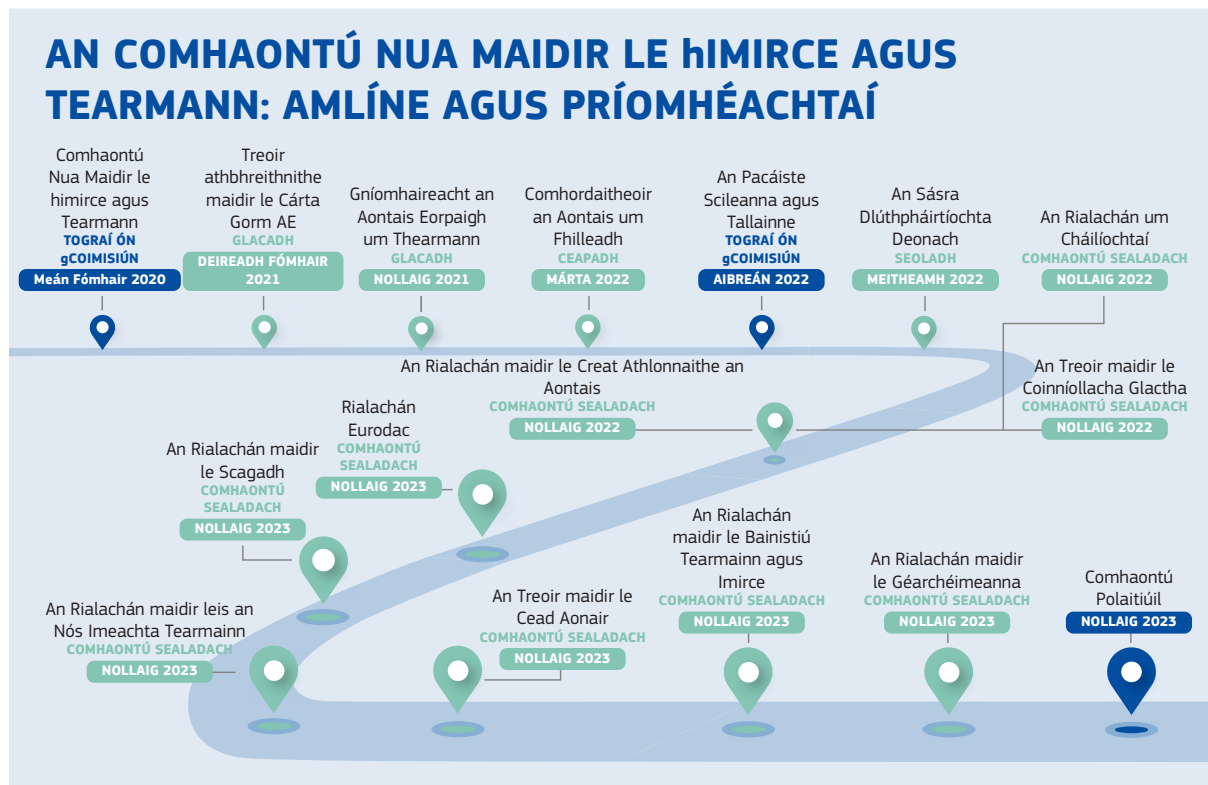 AN COMHAONTÚ NUA MAIDIR LE hIMIRCE AGUS
TEARMANN: AMLÍNE AGUS PRÍOMHÉACHTAÍ
Comhaontú
Nua Maidir le
himirce agus
Tearmann
TOGRAÍ ÓN
gCOIMISIÚN
Meán Fómhair 2020
Treoir
athbhreithnithe
maidir le Cárta
Gorm AE
GLACADH
DEIREADH FÓMHAIR
2021
Gníomhaireacht an
Aontais Eorpaigh
um Thearmann
GLACADH
NOLLAIG 2021
Comhordaitheoir
an Aontais um
Fhilleadh
CEAPADH
MÁRTA 2022
An Pacáiste
Scileanna agus
Tallainne
TOGRAÍ ÓN
gCOIMISIÚN
AIBREÁN 2022
An Sásra
Dlúthpháirtíochta
Deonach
SEOLADH
MEITHEAMH 2022
An Rialachán um
Cháilíochtaí
COMHAONTÚ SEALADACH
NOLLAIG 2022
An Rialachán maidir le Creat Athlonnaithe an
Aontais
COMHAONTÚ SEALADACH
NOLLAIG 2022
An Treoir maidir le
Coinníollacha Glactha
COMHAONTÚ SEALADACH
NOLLAIG 2022
Rialachán
Eurodac
COMHAONTÚ
SEALADACH
NOLLAIG 2023
An Rialachán maidir
le Scagadh
COMHAONTÚ
SEALADACH
NOLLAIG 2023
An Rialachán maidir leis an
Nós Imeachta Tearmainn
COMHAONTÚ SEALADACH
NOLLAIG 2023
An Treoir maidir le
Cead Aonair
COMHAONTÚ SEALADACH
NOLLAIG 2023
An Rialachán
maidir le Bainistiú
Tearmainn agus
Imirce
COMHAONTÚ SEALADACH
NOLLAIG 2023
An Rialachán maidir
le Géarchéimeanna
COMHAONTÚ SEALADACH
NOLLAIG 2023
Comhaontú
Polaitiúil
NOLLAIG 2023